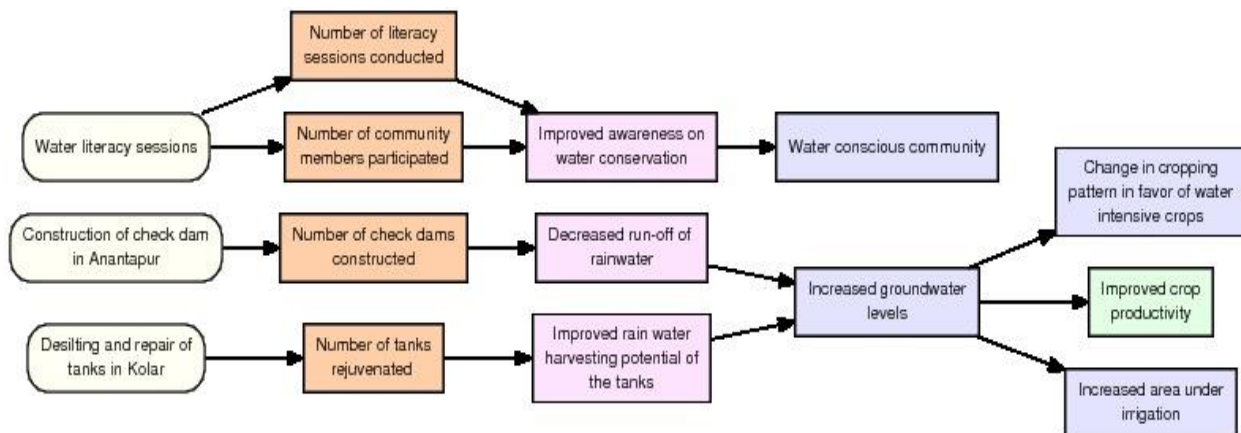 Number of literacy
sessions conducted
Water literacy sessions
Number of community
members participated
Improved awareness on
water conservation
Water conscious community
Change in cropping
pattern in favor of water
intensive crops
Construction of check dam
in Anantapur
Number of check dams
constructed
Decreased run-off of
rainwater
Increased groundwater
levels
Improved crop
productivity
Desilting and repair of
tanks in Kolar
Number of tanks
rejuvenated
Improved rain water
harvesting potential of
the tanks
Increased area under
irrigation